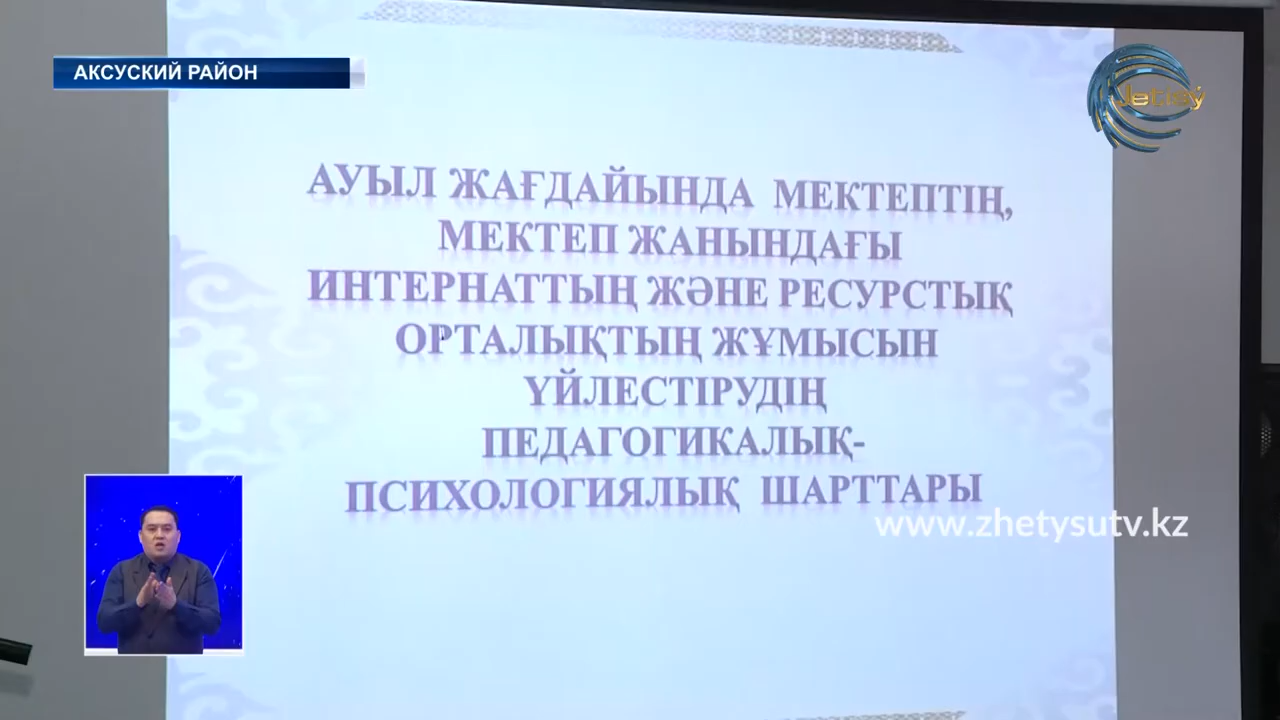 АКСУСКИЙ РАЙОН
Jetisý
АУЫЛ ЖАҒДАЙЫНДА МЕКТЕПТІҢ,
МЕКТЕП ЖАНЫНДАҒЫ
ИНТЕРНАТТЫҢ ЖӘНЕ РЕСУРСТЫҚ
ОРТАЛЫҚТЫҢ ЖҰМЫСЫН
ҮЙЛЕСТІРУДІҢ
ПЕДАГОГИКАЛЫҚ-
ПСИХОЛОГИЯЛЫҚ ШАРТТАРЫ
www.zhetysutv.kz